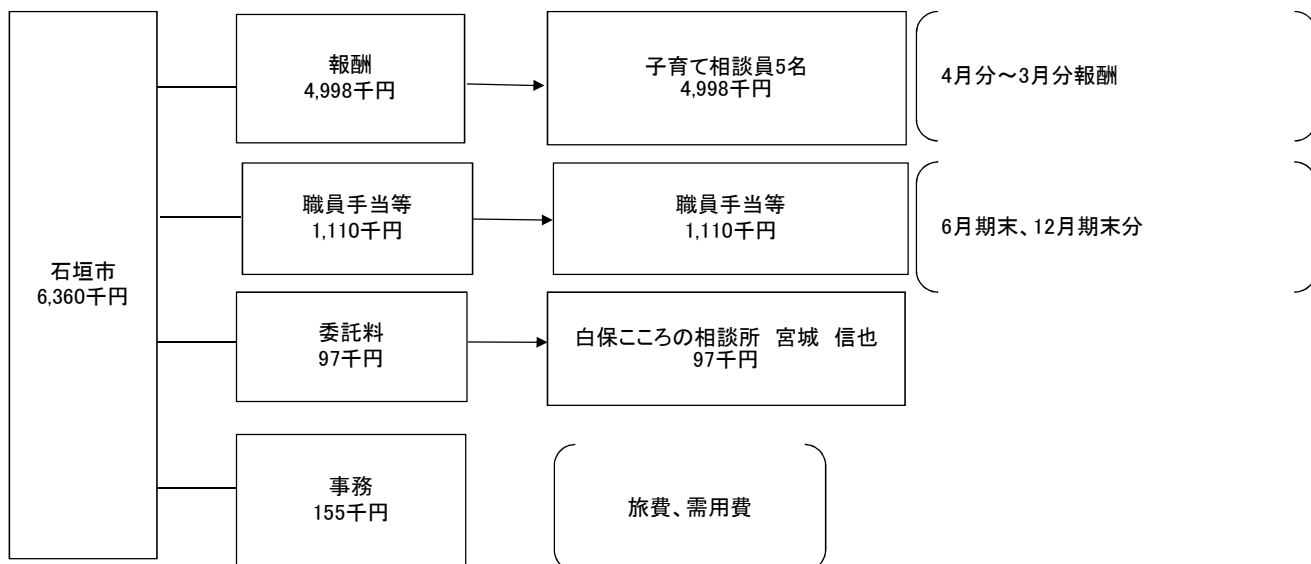 石垣市
6,360千円
報酬
4,998千円
子育て相談員5名
4,998千円
4月分～3月分報酬
職員手当等
1,110千円
職員手当等
1,110千円
6月期末、12月期末分
委託料
97千円
白保こころの相談所　宮城　信也
97千円
事務
155千円
旅費、需用費